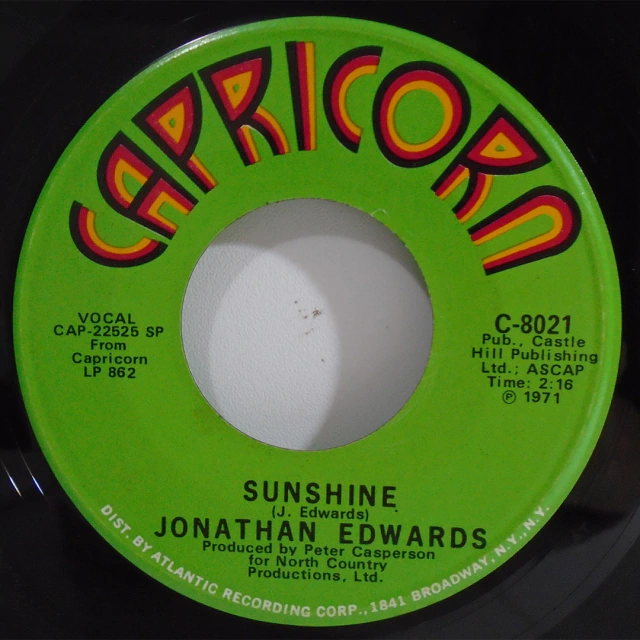 CAPRICORN
VOCAL
CAP-22525 SP
From
Capricorn
LP 862
C-8021
Pub., Castle
Hill Publishing
Ltd.; ASCAP
Time: 2:16
℗ 1971
SUNSHINE
(J. Edwards)
JONATHAN EDWARDS
Produced by Peter Casperson
for North Country
Productions, Ltd.
DIST. BY ATLANTIC RECORDING CORP., 1841 BROADWAY, N.Y., N.Y.